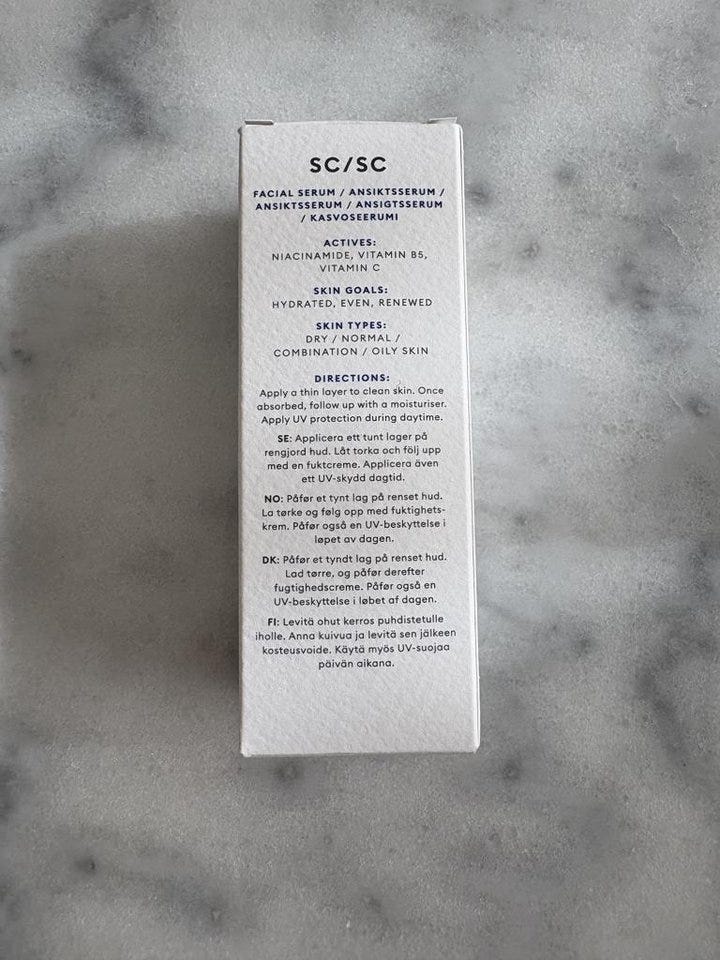 SC/SC
FACIAL SERUM / ANSIKTSSERUM /
ANSIKTSSERUM / ANSIGTSSERUM
/ KASVOSEERUMI
ACTIVES:
NIACINAMIDE, VITAMIN B5,
VITAMIN C
SKIN GOALS:
HYDRATED, EVEN, RENEWED
SKIN TYPES:
DRY / NORMAL /
COMBINATION / OILY SKIN
DIRECTIONS:
Apply a thin layer to clean skin. Once
absorbed, follow up with a moisturiser.
Apply UV protection during daytime.
SE: Applicera ett tunt lager på
rengjord hud. Låt torka och följ upp
med en fuktcreme. Applicera även
ett UV-skydd dagtid.
NO: Påfør et tynt lag på renset hud.
La tørke og følg opp med fuktighets-
krem. Påfør også en UV-beskyttelse i
løpet av dagen.
DK: Påfør et tyndt lag på renset hud.
Lad tørre, og påfør derefter
fugtighedscreme. Påfør også en
UV-beskyttelse i løbet af dagen.
FI: Levitä ohut kerros puhdistetulle
iholle. Anna kuivua ja levitä sen jälkeen
kosteusvoide. Käytä myös UV-suojaa
päivän aikana.